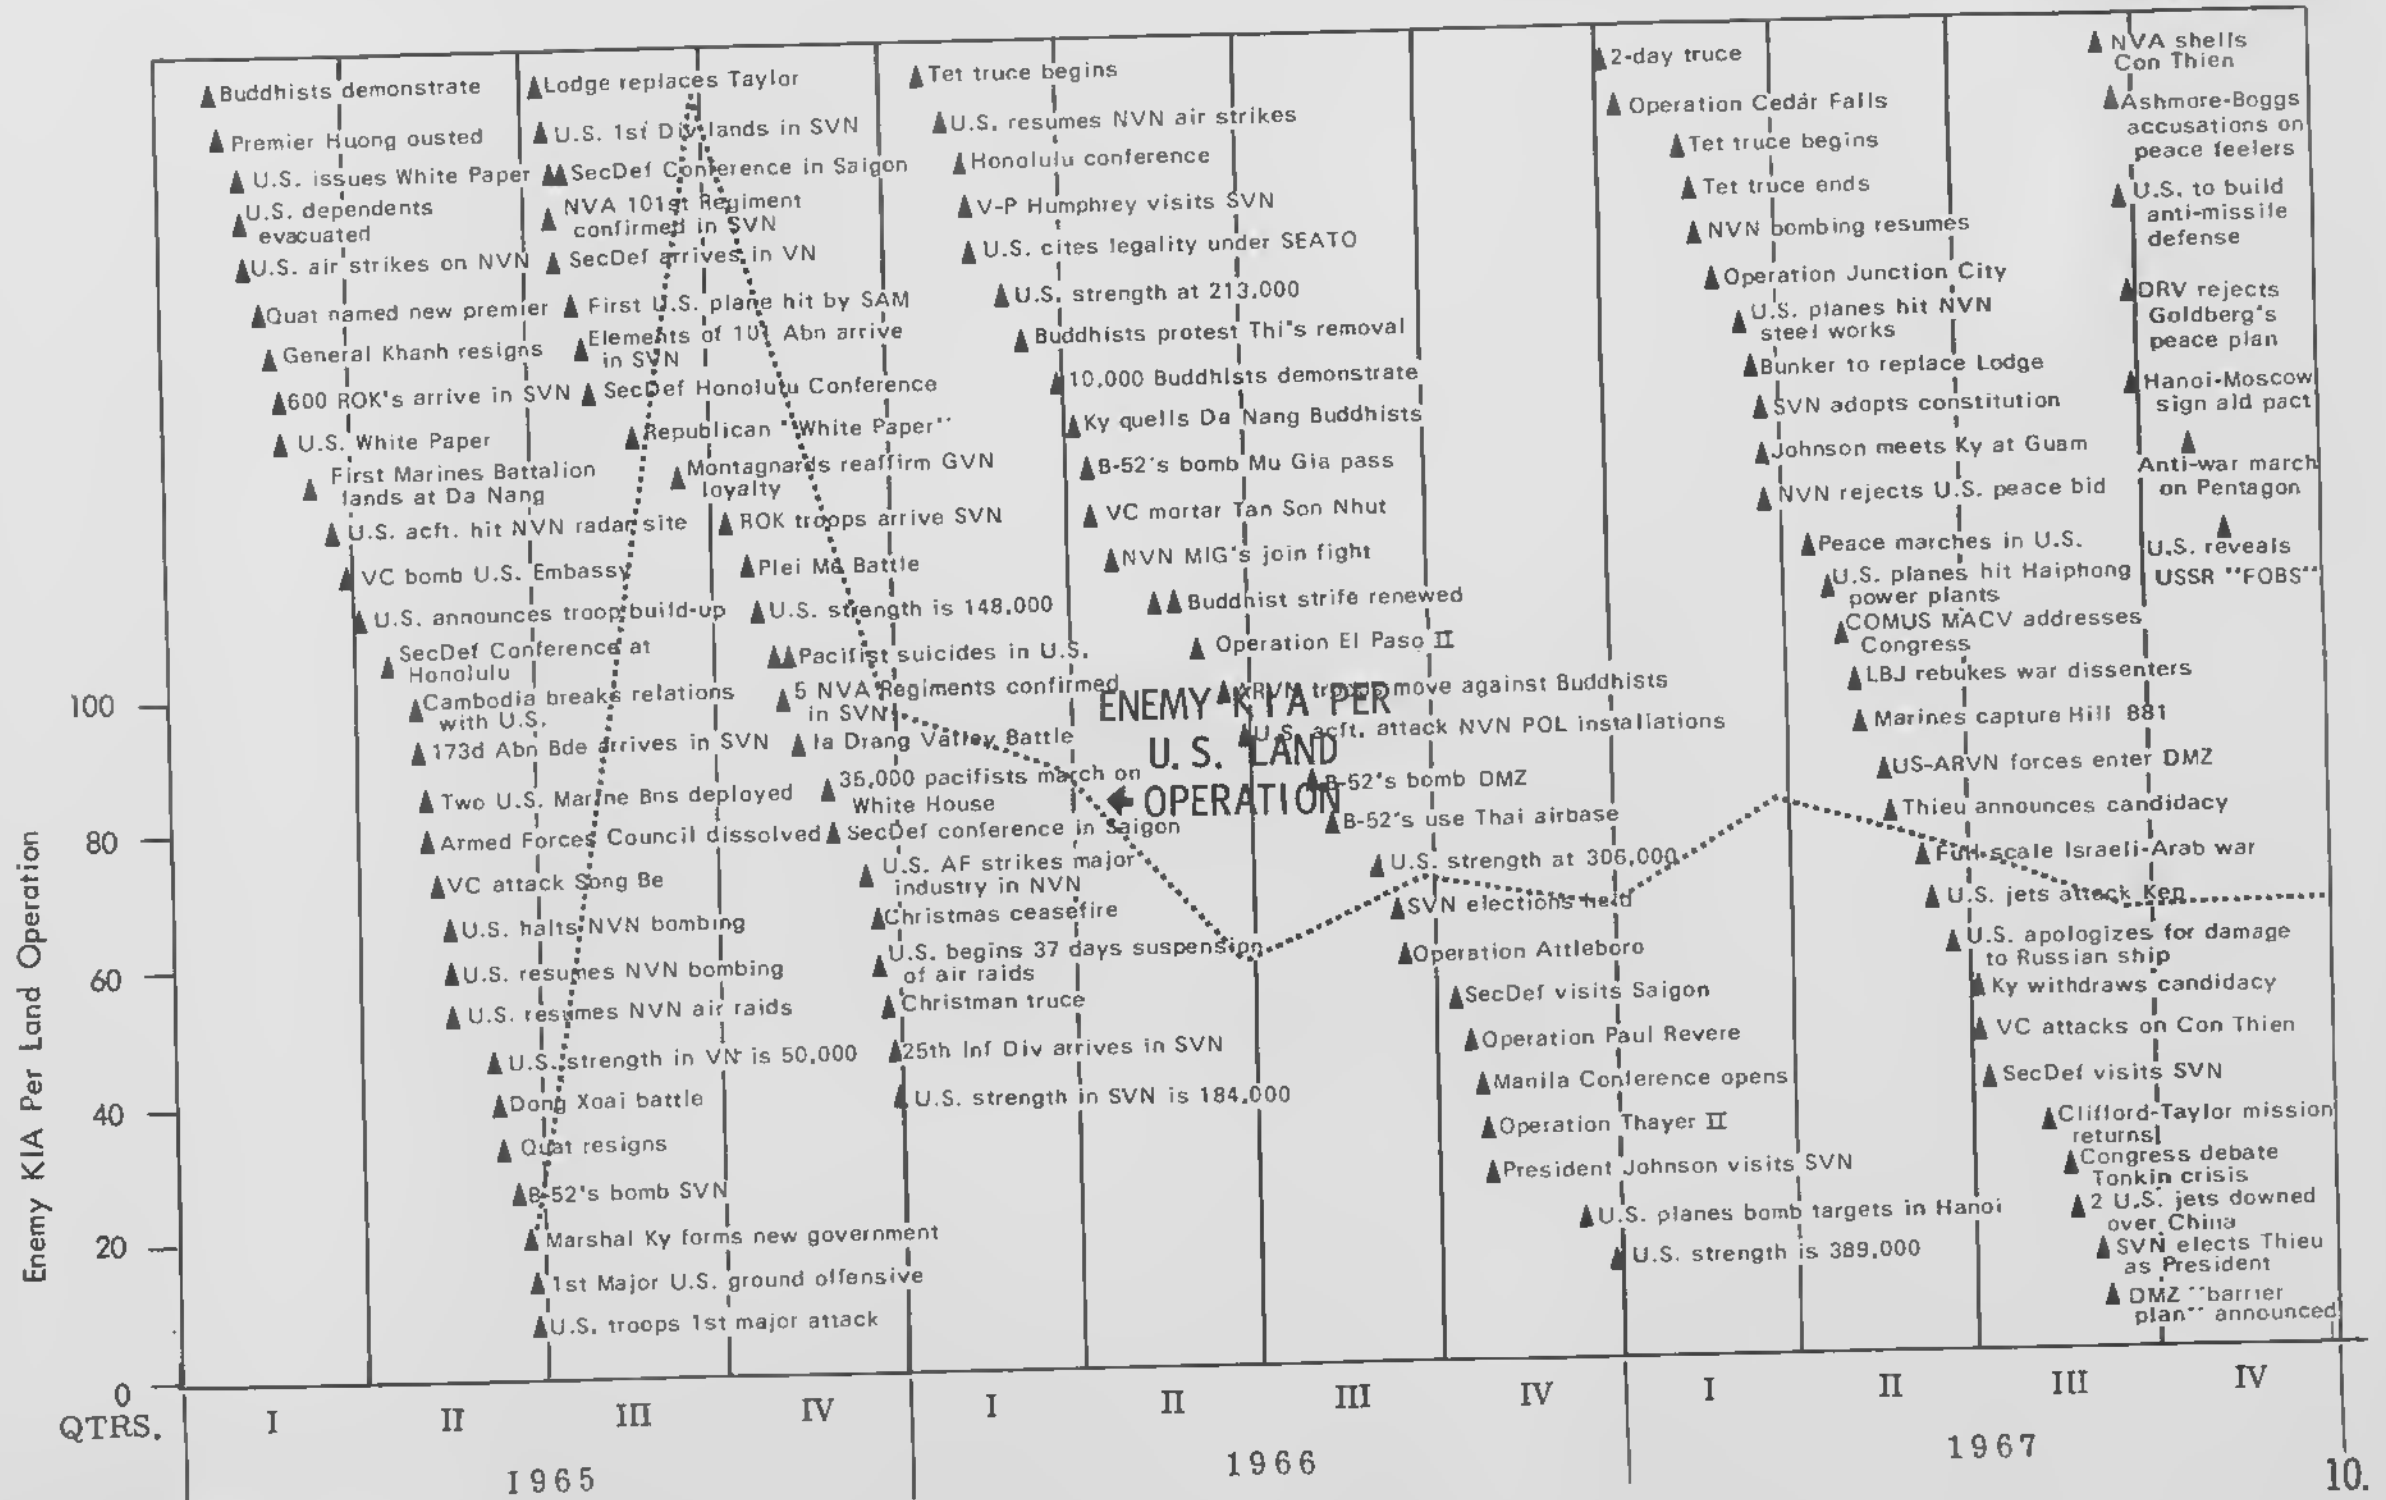 Buddhists demonstrate
Premier Huong ousted
U.S. issues White Paper
U.S. dependents
evacuated
U.S. air strikes on NVN
Quat named new premier
General Khanh resigns
600 ROK's arrive in SVN
U.S. White Paper
First Marines Battalion
lands at Da Nang
U.S. acft. hit NVN radar site
VC bomb U.S. Embassy
U.S. announces troop build-up
SecDef Conference at
Honolulu
Cambodia breaks relations
with U.S.
173d Abn Bde arrives in SVN
Two U.S. Marine Bns deployed
Armed Forces Council dissolved
VC attack Song Be
U.S. halts NVN bombing
U.S. resumes NVN bombing
U.S. resumes NVN air raids
U.S. strength in VN is 50,000
Dong Xoai battle
Quat resigns
B-52's bomb SVN
Marshal Ky forms new government
1st Major U.S. ground offensive
U.S. troops 1st major attack
Lodge replaces Taylor
U.S. 1st Div lands in SVN
SecDef Conference in Saigon
NVA 101st Regiment
confirmed in SVN
SecDef arrives in VN
First U.S. plane hit by SAM
Elements of 101 Abn arrive
in SVN
SecDef Honolulu Conference
Republican "White Paper"
Montagnards reaffirm GVN
loyalty
ROK troops arrive SVN
Plei Me Battle
U.S. strength is 148,000
Pacifist suicides in U.S.
5 NVA Regiments confirmed
in SVN
Ia Drang Valley Battle
35,000 pacifists march on
White House
SecDef conference in Saigon
U.S. AF strikes major
industry in NVN
Christmas ceasefire
U.S. begins 37 days suspension
of air raids
Christman truce
25th Inf Div arrives in SVN
U.S. strength in SVN is 184,000
Tet truce begins
U.S. resumes NVN air strikes
Honolulu conference
V-P Humphrey visits SVN
U.S. cites legality under SEATO
U.S. strength at 213,000
Buddhists protest Thi's removal
10,000 Buddhists demonstrate
Ky quells Da Nang Buddhists
B-52's bomb Mu Gia pass
VC mortar Tan Son Nhut
NVN MIG's join fight
Buddhist strife renewed
Operation El Paso II
ARVN troops move against Buddhists
U.S. acft. attack NVN POL installations
B-52's bomb DMZ
B-52's use Thai airbase
U.S. strength at 306,000
SVN elections held
Operation Attleboro
SecDef visits Saigon
Operation Paul Revere
Manila Conference opens
Operation Thayer II
President Johnson visits SVN
U.S. planes bomb targets in Hanoi
U.S. strength is 389,000
ENEMY KIA PER
U.S. LAND
OPERATION
2-day truce
Operation Cedar Falls
Tet truce begins
Tet truce ends
NVN bombing resumes
Operation Junction City
U.S. planes hit NVN
steel works
Bunker to replace Lodge
SVN adopts constitution
Johnson meets Ky at Guam
NVN rejects U.S. peace bid
Peace marches in U.S.
U.S. planes hit Haiphong
power plants
COMUS MACV addresses
Congress
LBJ rebukes war dissenters
Marines capture Hill 881
US-ARVN forces enter DMZ
Thieu announces candidacy
Full-scale Israeli-Arab war
U.S. jets attack Kep
U.S. apologizes for damage
to Russian ship
Ky withdraws candidacy
VC attacks on Con Thien
SecDef visits SVN
Clifford-Taylor mission
returns
Congress debate
Tonkin crisis
2 U.S. jets downed
over China
SVN elects Thieu
as President
DMZ "barrier
plan" announced
NVA shells
Con Thien
Ashmore-Boggs
accusations on
peace feelers
U.S. to build
anti-missile
defense
DRV rejects
Goldberg's
peace plan
Hanoi-Moscow
sign aid pact
Anti-war march
on Pentagon
U.S. reveals
USSR "FOBS"
Enemy KIA Per Land Operation
100
80
60
40
20
0
QTRS. I II III IV I II III IV I II III IV
1965 1966 1967
10.